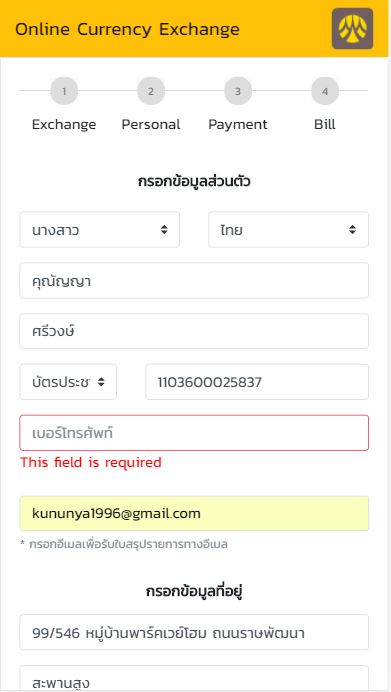 Online Currency Exchange
1 2 3 4
Exchange Personal Payment Bill
กรอกข้อมูลส่วนตัว
นางสาว ไทย
คุณัญญา
ศรีวงษ์
บัตรประช 1103600025837
เบอร์โทรศัพท์
This field is required
kununya1996@gmail.com
* กรอกอีเมลเพื่อรับใบสรุปรายการทางอีเมล
กรอกข้อมูลที่อยู่
99/546 หมู่บ้านพาร์คเวย์โฮม ถนนราษพัฒนา
สะพานสูง